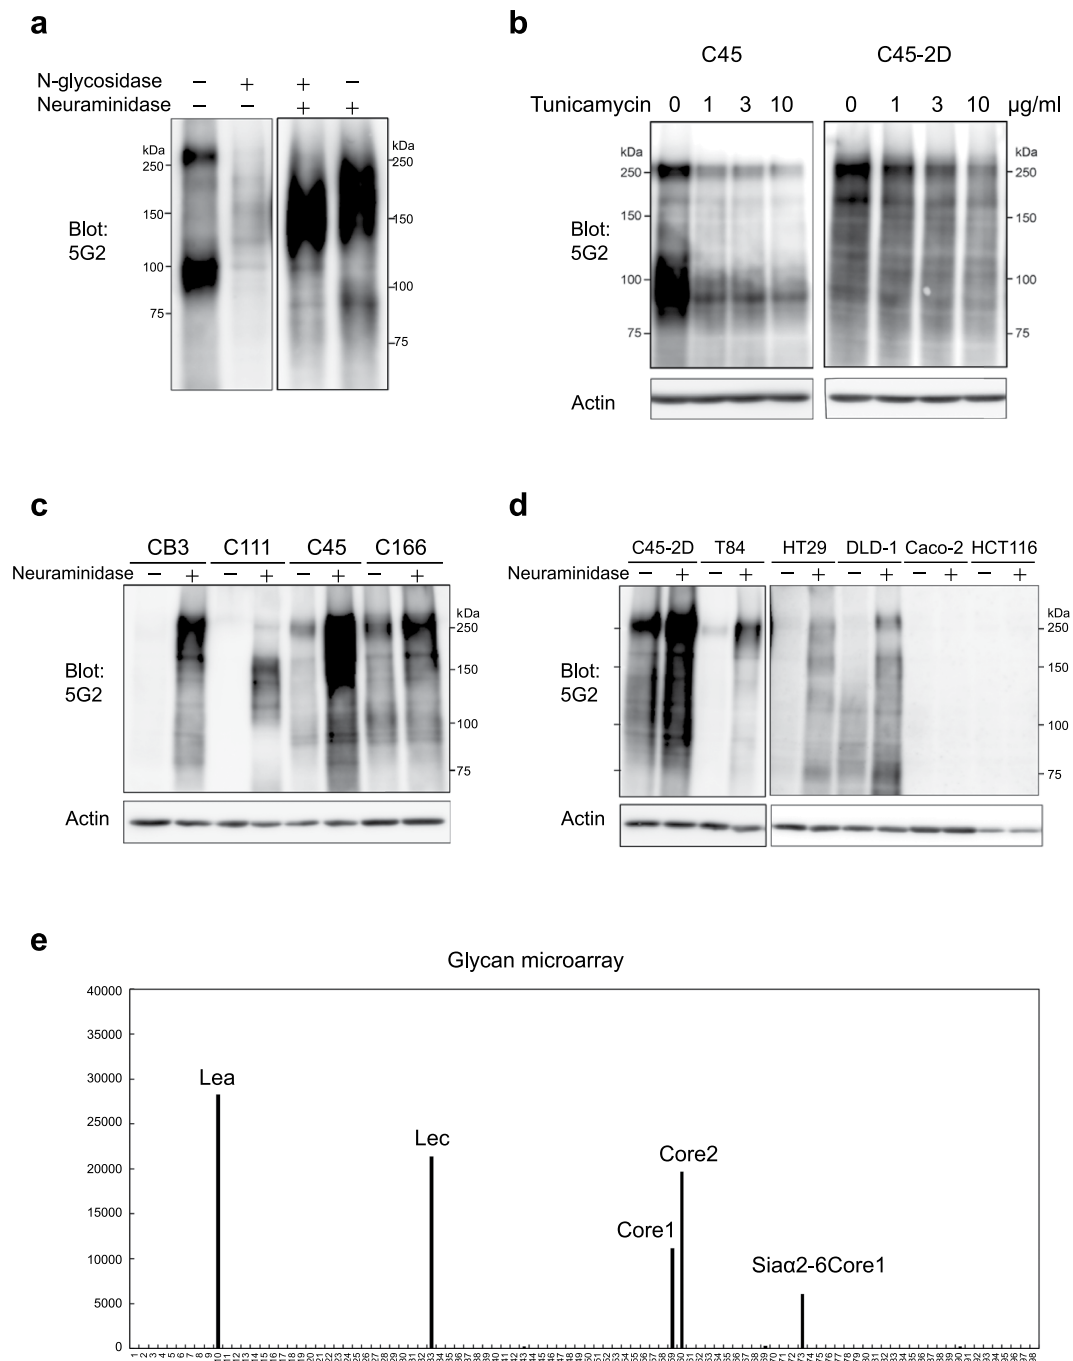 a
N-glycosidase − + + −
Neuraminidase − − + +
kDa
250
150
100
75
250
150
100
75
Blot:
5G2
b
C45 C45-2D
Tunicamycin 0 1 3 10 0 1 3 10 µg/ml
kDa
250
150
100
75
kDa
250
150
100
75
Blot:
5G2
Actin
c
CB3 C111 C45 C166
Neuraminidase − + − + − + − +
kDa
250
150
100
75
Blot:
5G2
Actin
d
C45-2D T84 HT29 DLD-1 Caco-2 HCT116
Neuraminidase − + − + − + − + − + − +
kDa
250
150
100
75
Blot:
5G2
Actin
e
Glycan microarray
40000
35000
30000
25000
20000
15000
10000
5000
0
Lea
Lec
Core1
Core2
Siaα2-6Core1